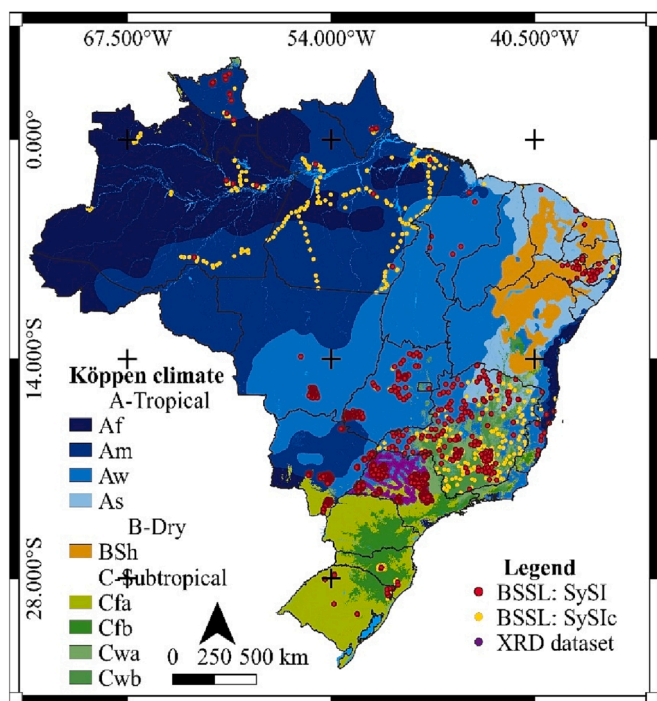 67.500°W 54.000°W 40.500°W
0.000°
14.000°S
28.000°S
Köppen climate
A-Tropical
Af
Am
Aw
As
B-Dry
BSh
C-Subtropical
Cfa
Cfb
Cwa
Cwb
0 250 500 km
Legend
BSSL: SySI
BSSL: SySIc
XRD dataset